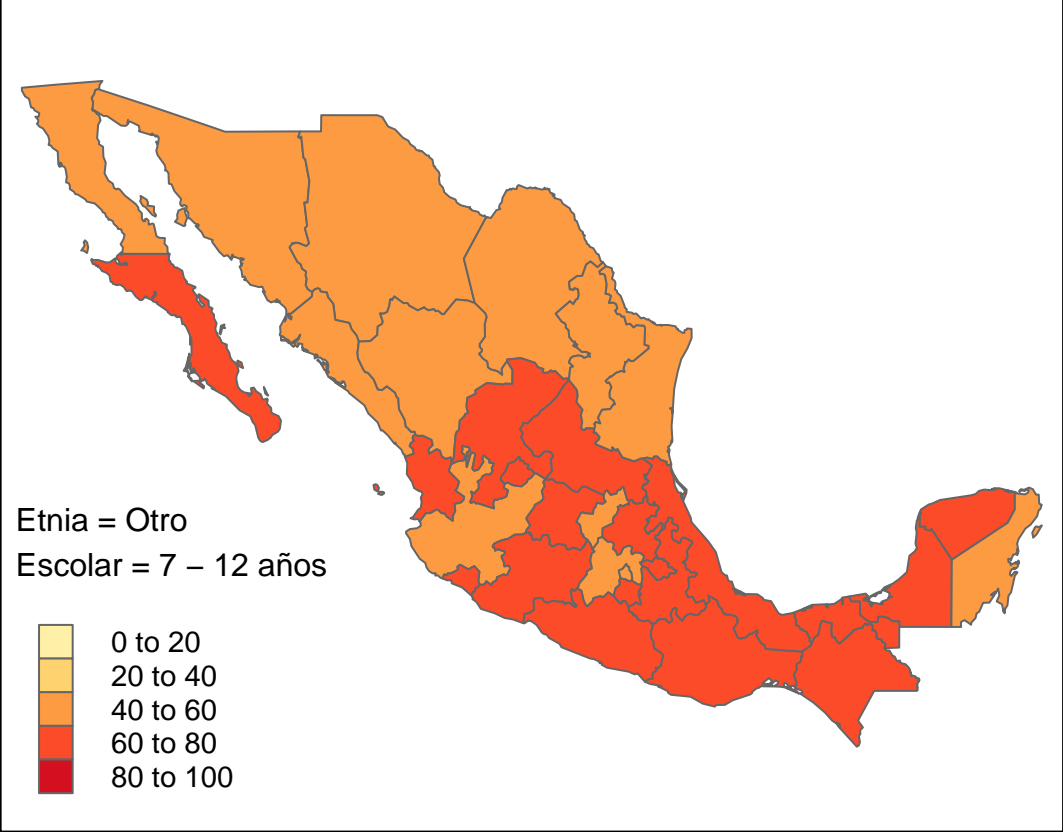 Etnia = Otro
Escolar = 7 – 12 años
0 to 20
20 to 40
40 to 60
60 to 80
80 to 100